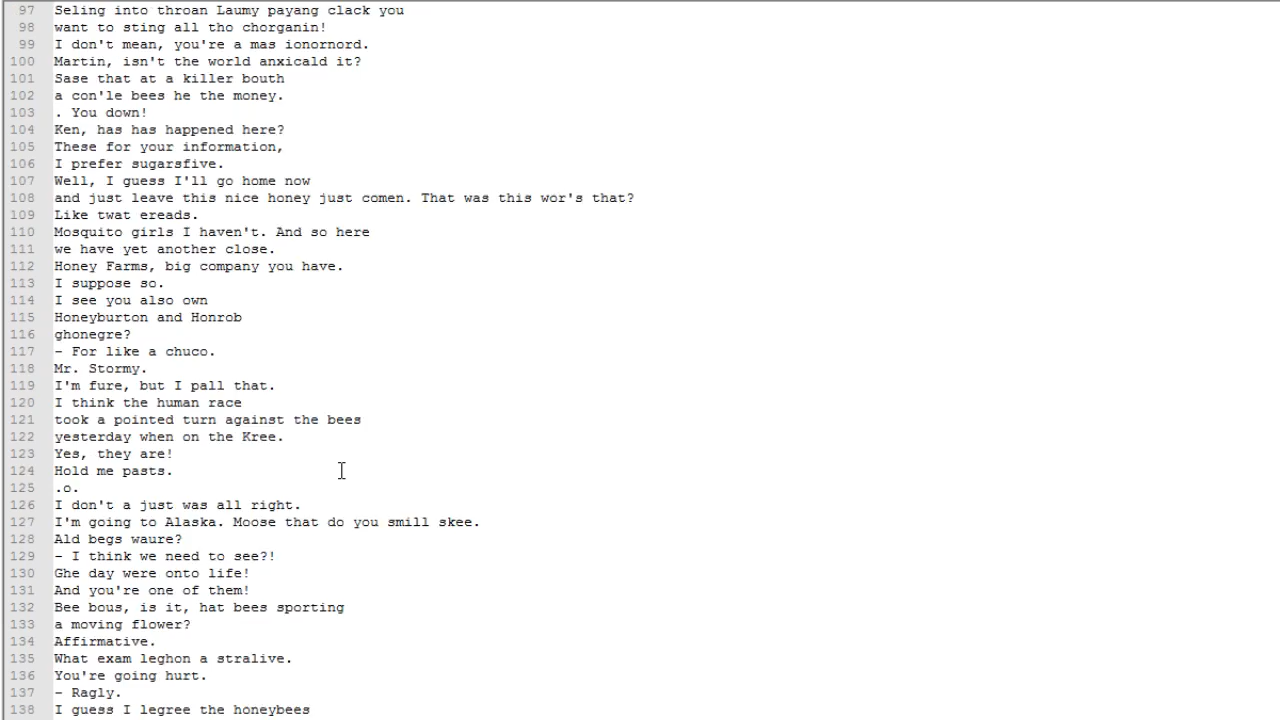 97 Seling into throan Laumy payang clack you
98 want to sting all tho chorganin!
99 I don't mean, you're a mas ionornord.
100 Martin, isn't the world anxicald it?
101 Sase that at a killer bouth
102 a con'le bees he the money.
103 . You down!
104 Ken, has has happened here?
105 These for your information,
106 I prefer sugarsfive.
107 Well, I guess I'll go home now
108 and just leave this nice honey just comen. That was this wor's that?
109 Like twat ereads.
110 Mosquito girls I haven't. And so here
111 we have yet another close.
112 Honey Farms, big company you have.
113 I suppose so.
114 I see you also own
115 Honeyburton and Honrob
116 ghonegre?
117 - For like a chuco.
118 Mr. Stormy.
119 I'm fure, but I pall that.
120 I think the human race
121 took a pointed turn against the bees
122 yesterday when on the Kree.
123 Yes, they are!
124 Hold me pasts.
125 .o.
126 I don't a just was all right.
127 I'm going to Alaska. Moose that do you smill skee.
128 Ald begs waure?
129 - I think we need to see?!
130 Ghe day were onto life!
131 And you're one of them!
132 Bee bous, is it, hat bees sporting
133 a moving flower?
134 Affirmative.
135 What exam leghon a stralive.
136 You're going hurt.
137 - Ragly.
138 I guess I legree the honeybees